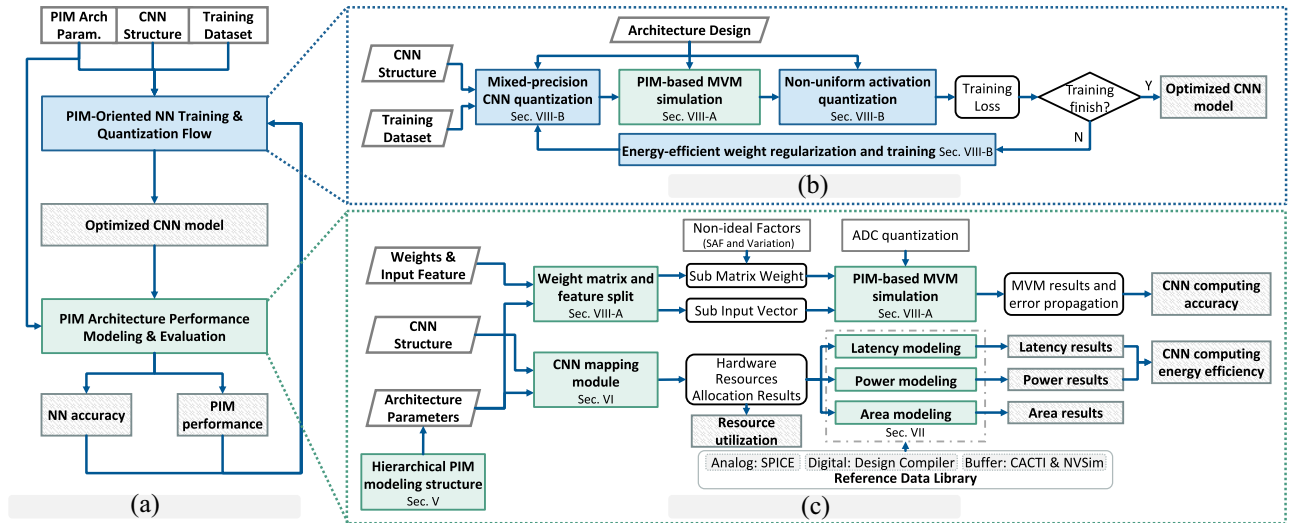 PIM Arch
Param.
CNN
Structure
Training
Dataset
PIM-Oriented NN Training &
Quantization Flow
Optimized CNN model
PIM Architecture Performance
Modeling & Evaluation
NN accuracy
PIM
performance
(a)
Architecture Design
CNN
Structure
Training
Dataset
Mixed-precision
CNN quantization
Sec. VIII-B
PIM-based MVM
simulation
Sec. VIII-A
Non-uniform activation
quantization
Sec. VIII-B
Training
Loss
Training
finish?
Y
N
Optimized CNN
model
Energy-efficient weight regularization and training Sec. VIII-B
(b)
Weights &
Input Feature
CNN
Structure
Architecture
Parameters
Hierarchical PIM
modeling structure
Sec. V
Weight matrix and
feature split
Sec. VIII-A
CNN mapping
module
Sec. VI
Non-ideal Factors
(SAF and Variation)
Sub Matrix Weight
Sub Input Vector
ADC quantization
PIM-based MVM
simulation
Sec. VIII-A
MVM results and
error propagation
CNN computing
accuracy
Hardware
Resources
Allocation Results
Resource
utilization
Latency modeling
Power modeling
Area modeling
Sec. VII
Latency results
Power results
Area results
CNN computing
energy efficiency
Analog: SPICE
Digital: Design Compiler
Buffer: CACTI & NVSim
Reference Data Library
(c)